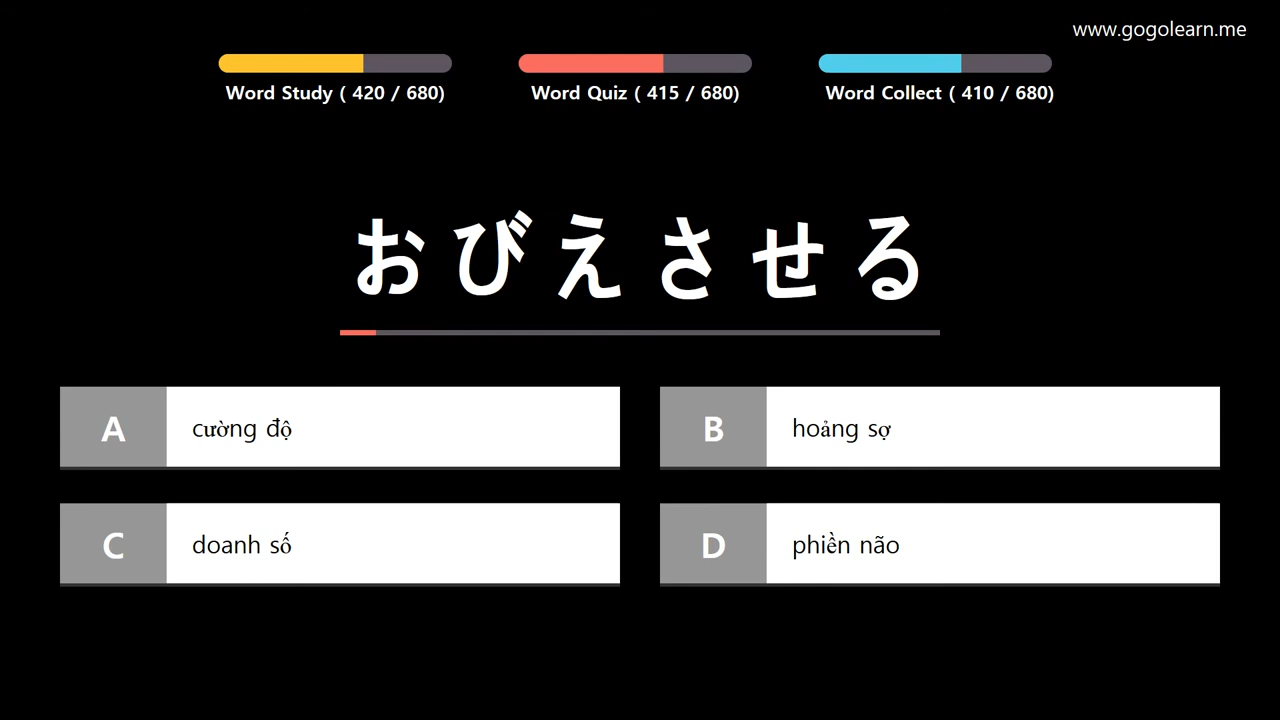 www.gogolearn.me
Word Study ( 420 / 680)
Word Quiz ( 415 / 680)
Word Collect ( 410 / 680)
おびえさせる
A cường độ
B hoảng sợ
C doanh số
D phiền não